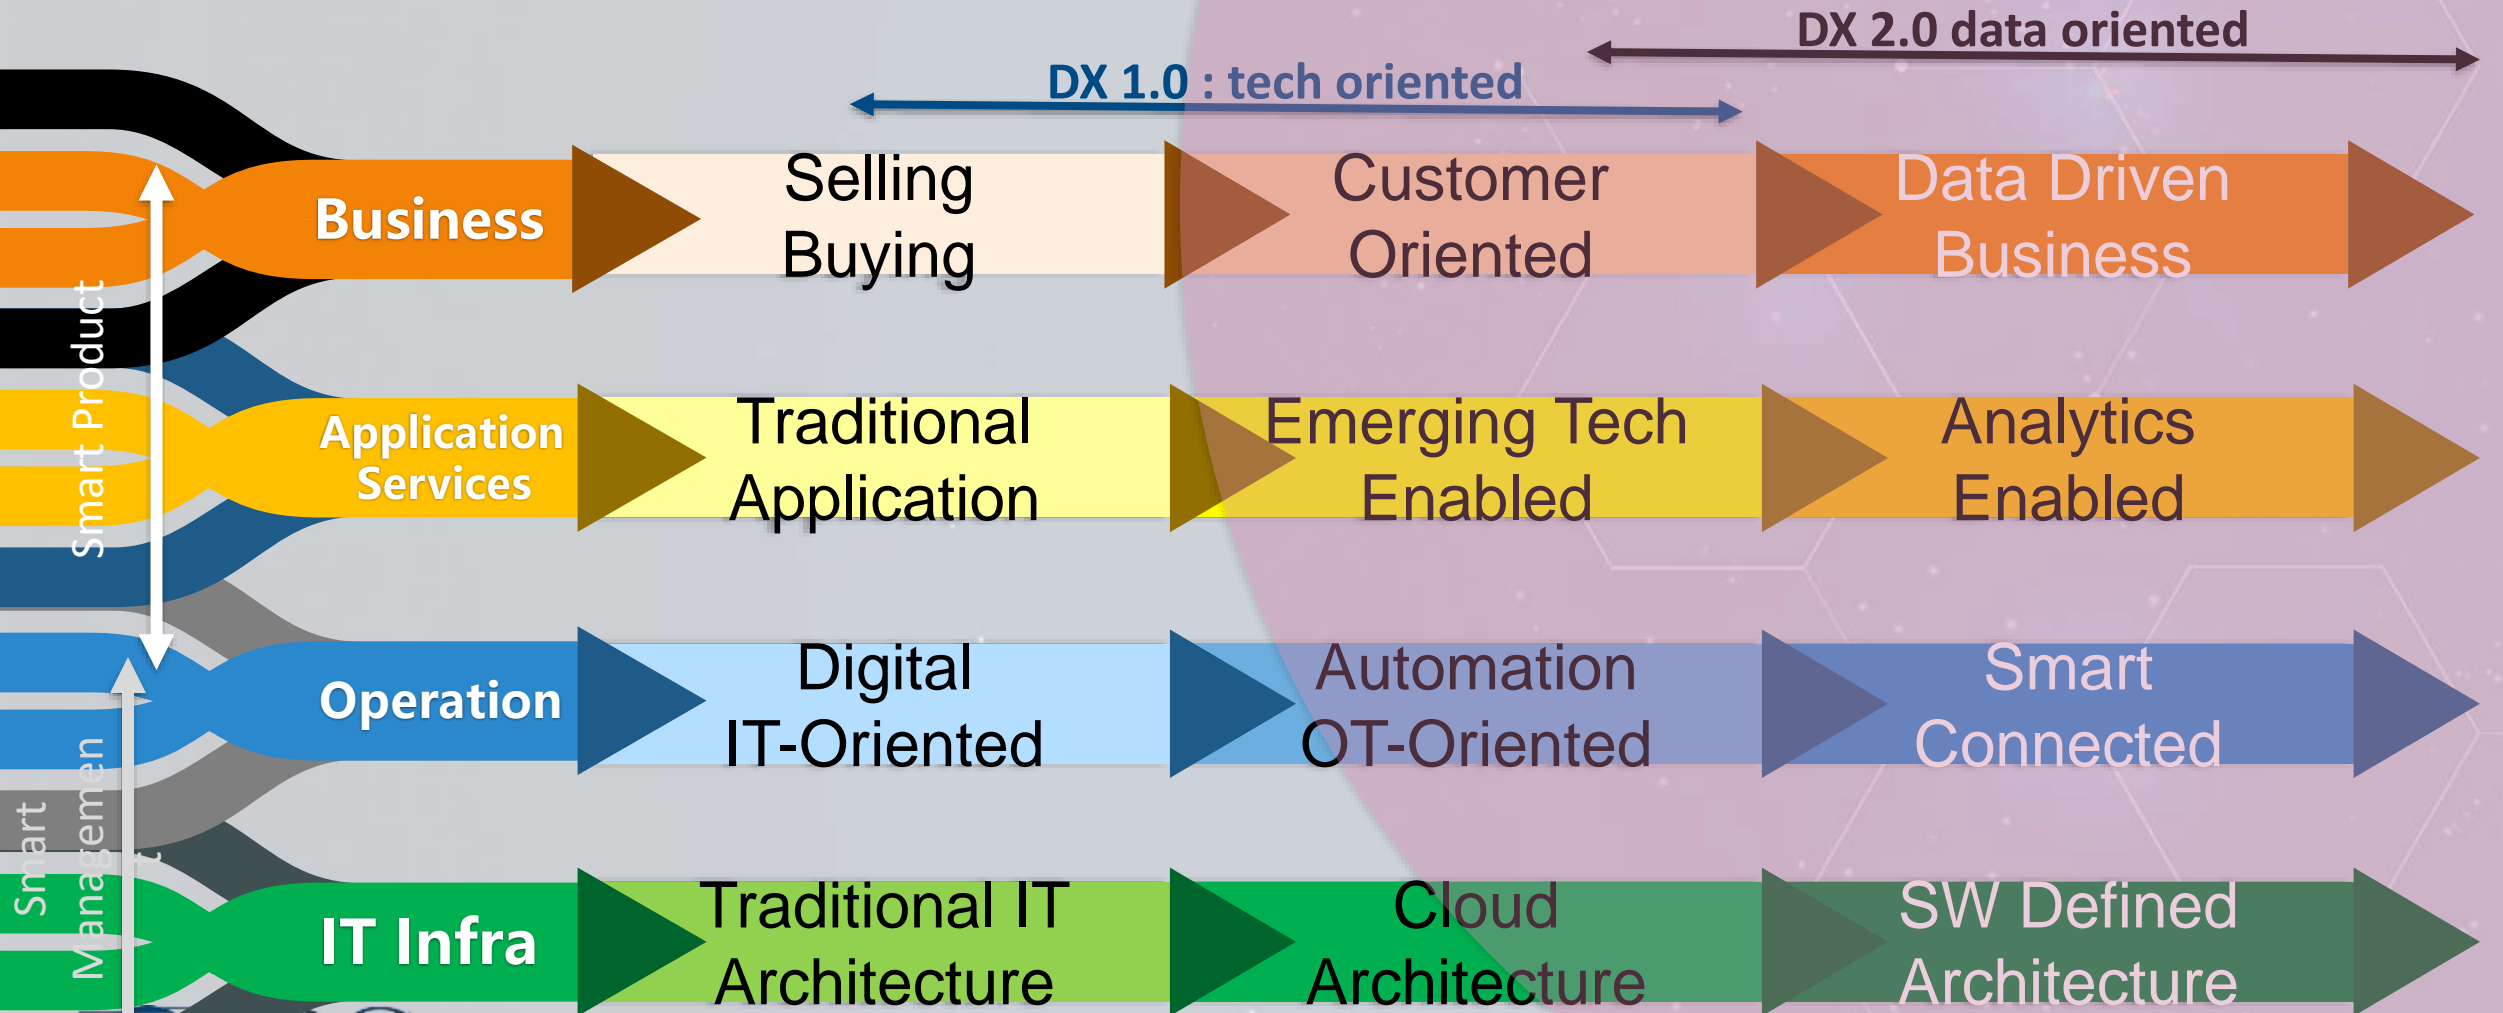 DX 2.0 data oriented
DX 1.0 : tech oriented
Business
Selling
Buying
Customer
Oriented
Data Driven
Business
Smart Product
Application
Services
Traditional
Application
Emerging Tech
Enabled
Analytics
Enabled
Operation
Digital
IT-Oriented
Automation
OT-Oriented
Smart
Connected
Smart
Managemen
t
IT Infra
Traditional IT
Architecture
Cloud
Architecture
SW Defined
Architecture